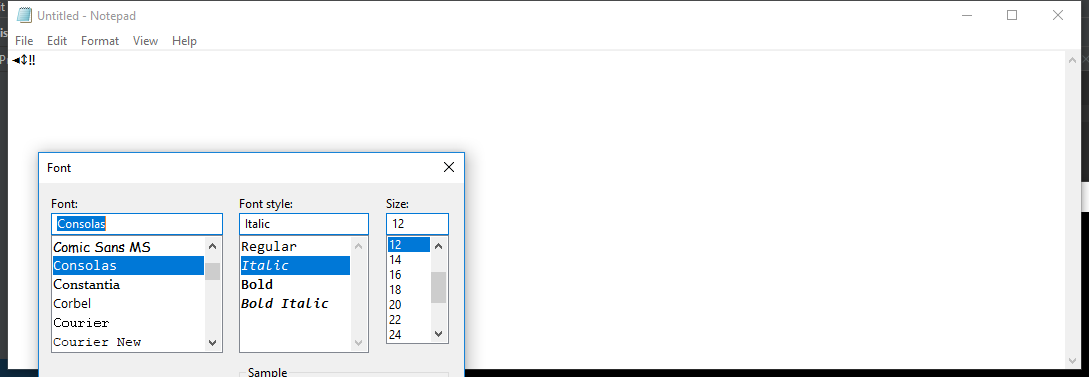 Untitled - Notepad
File Edit Format View Help
◄↕‼
Font
Font: Font style: Size:
Consolas Italic 12
Comic Sans MS Regular 12
Consolas Italic 14
Constantia Bold 16
Corbel Bold Italic 18
Courier 20
Courier New 22
24
Sample